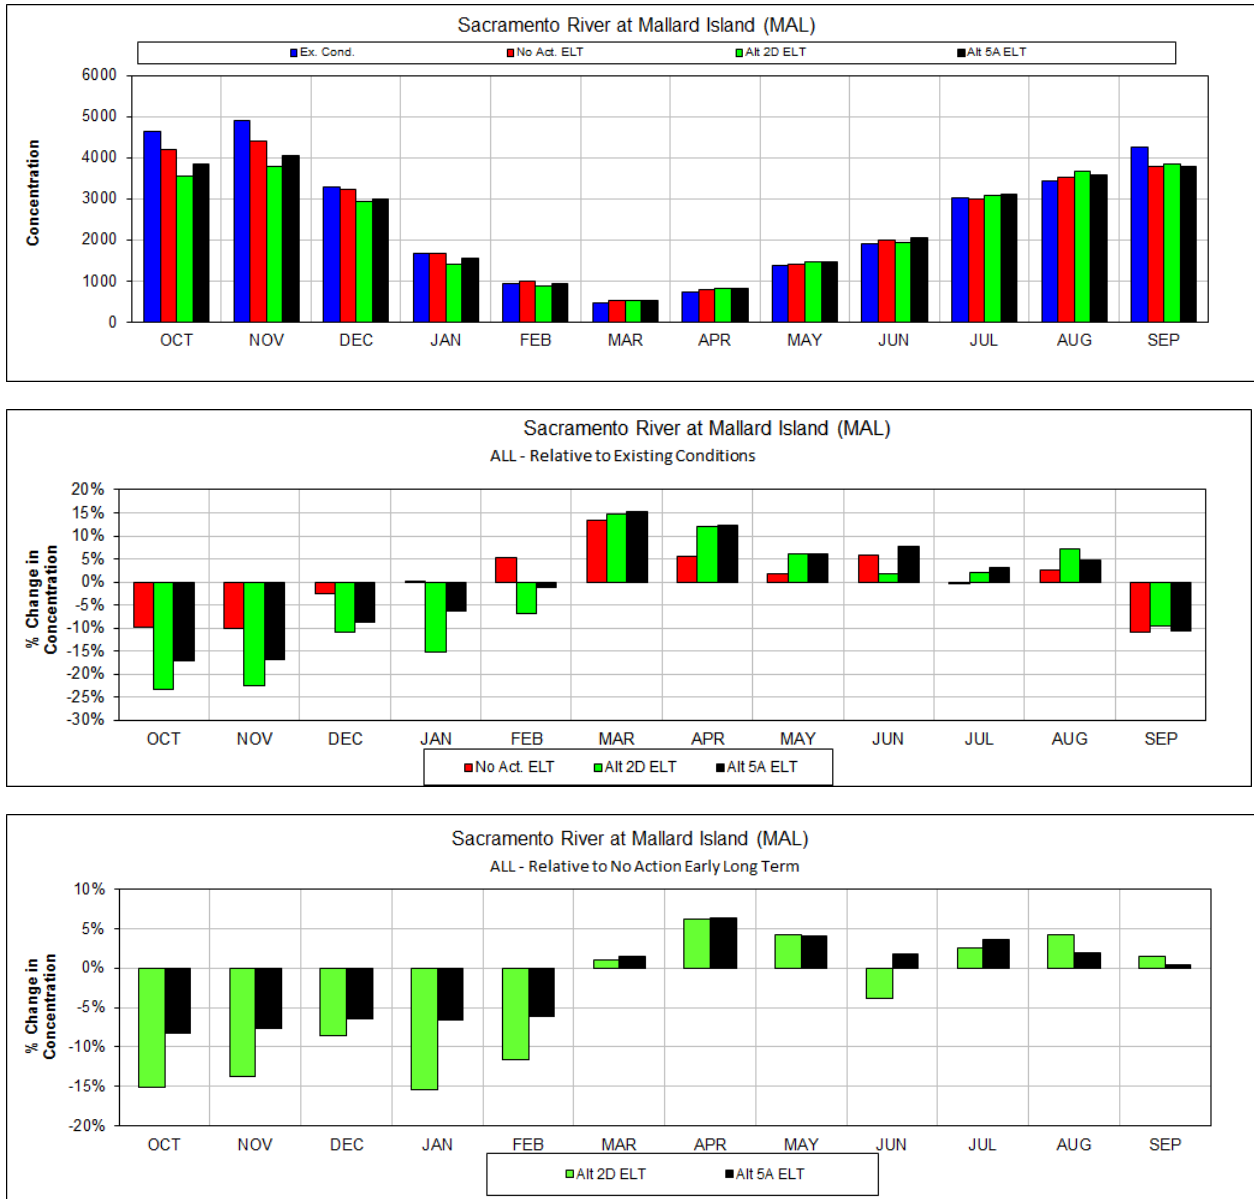 Sacramento River at Mallard Island (MAL)
Ex. Cond. No Act. ELT Alt 2D ELT Alt 5A ELT
Concentration
6000
5000
4000
3000
2000
1000
0
OCT NOV DEC JAN FEB MAR APR MAY JUN JUL AUG SEP
Sacramento River at Mallard Island (MAL)
ALL - Relative to Existing Conditions
% Change in
Concentration
20%
15%
10%
5%
0%
-5%
-10%
-15%
-20%
-25%
-30%
OCT NOV DEC JAN FEB MAR APR MAY JUN JUL AUG SEP
No Act. ELT Alt 2D ELT Alt 5A ELT
Sacramento River at Mallard Island (MAL)
ALL - Relative to No Action Early Long Term
% Change in
Concentration
10%
5%
0%
-5%
-10%
-15%
-20%
OCT NOV DEC JAN FEB MAR APR MAY JUN JUL AUG SEP
Alt 2D ELT Alt 5A ELT